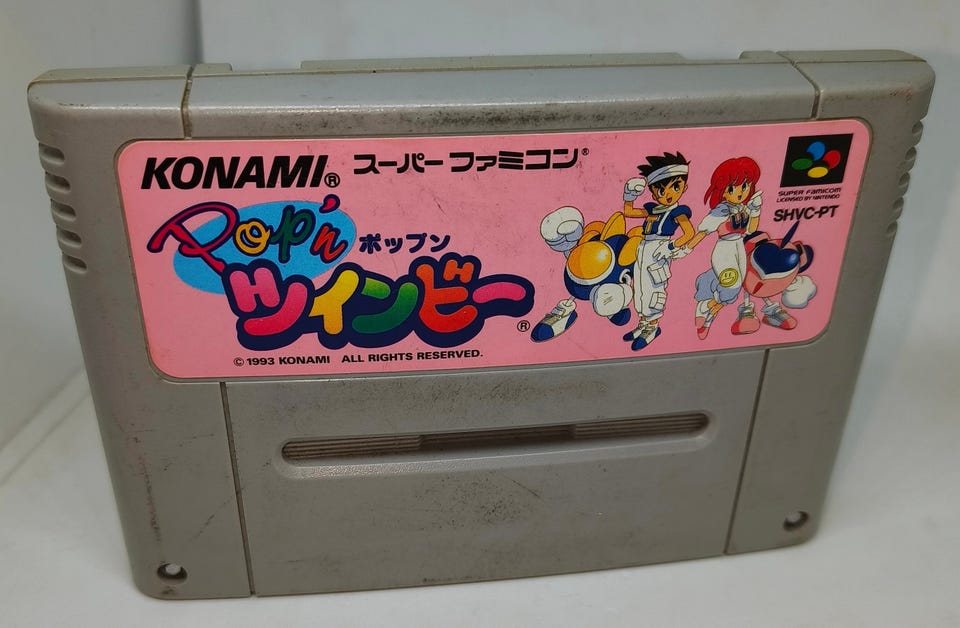 KONAMI®
スーパーファミコン®
Pop'n
ポップン
ツインビー®
© 1993 KONAMI ALL RIGHTS RESERVED.
SUPER FAMICOM
LICENSED BY NINTENDO
SHVC-PT